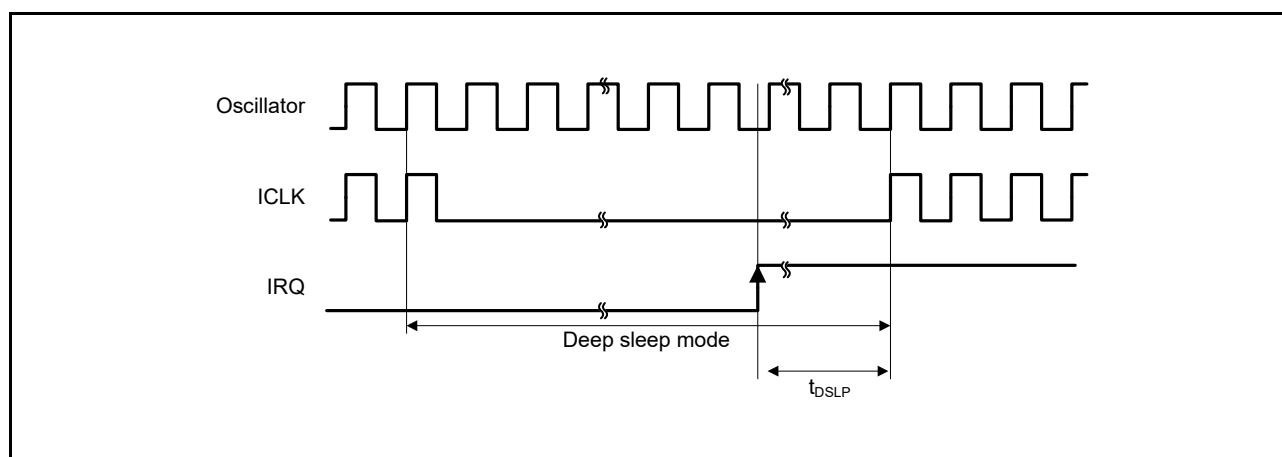 Oscillator
ICLK
IRQ
Deep sleep mode
tDSLP